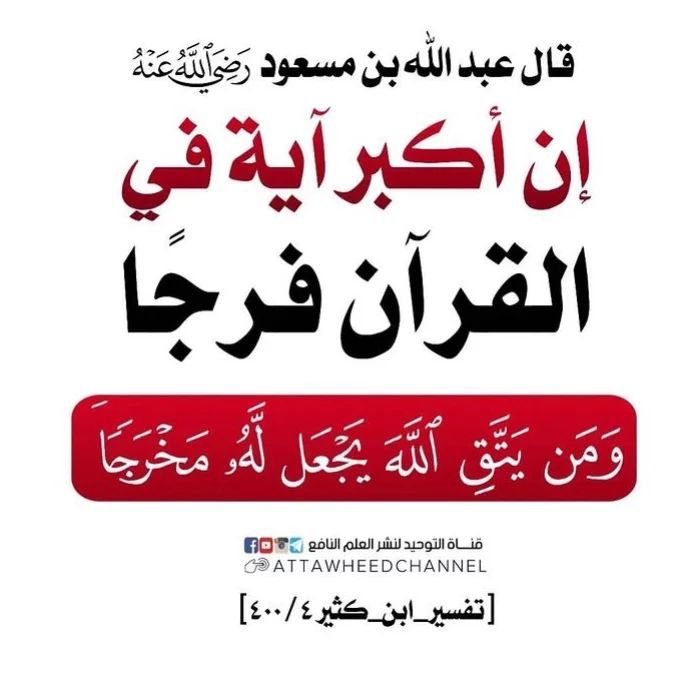 قال عبد الله بن مسعود رَضِيَ ٱللَّهُ عَنْهُ
إن أكبر آية في
القرآن فرجًا
وَمَن يَتَّقِ ٱللَّهَ يَجْعَل لَّهُۥ مَخْرَجَا
قناة التوحيد لنشر العلم النافع
ATTAWHEEDCHANNEL
[تفسير_ابن_كثير ٤/٤٠٠]